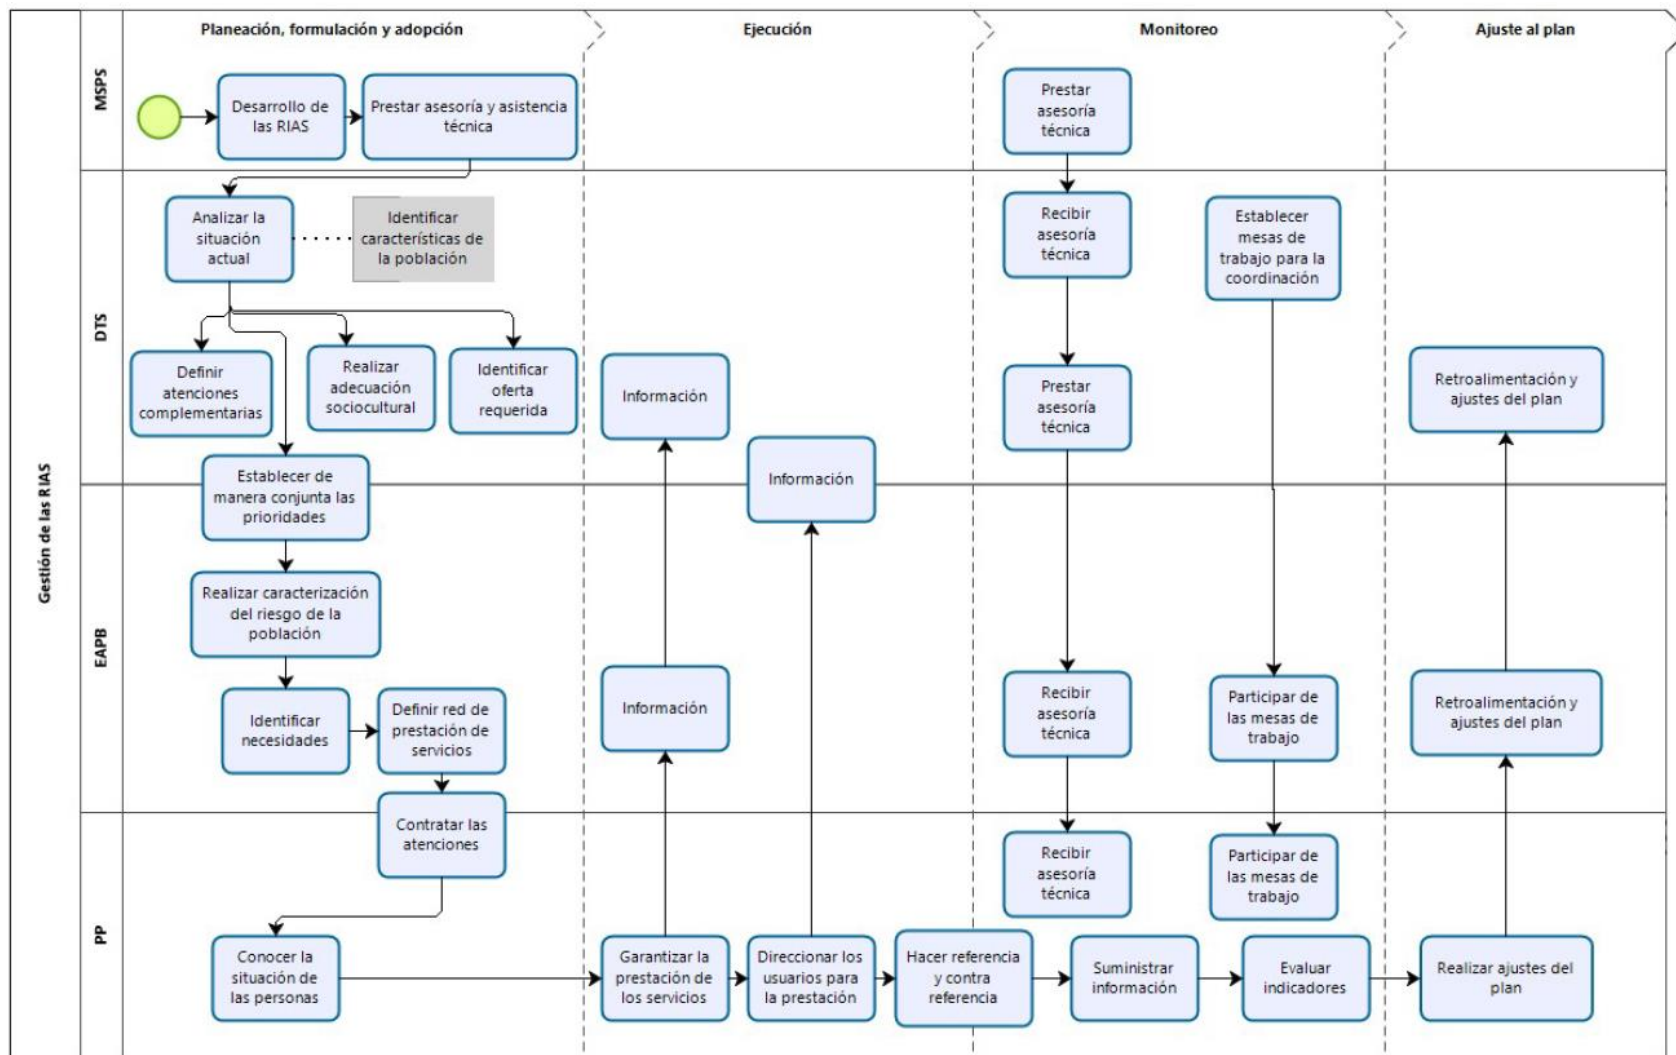 Planeación, formulación y adopción
Ejecución
Monitoreo
Ajuste al plan
Gestión de las RIAS
MSPS
Desarrollo de
las RIAS
Prestar asesoría y asistencia
técnica
Prestar
asesoría
técnica
DTS
Analizar la
situación
actual
Identificar
características de
la población
Recibir
asesoría
técnica
Establecer
mesas de
trabajo para la
coordinación
Definir
atenciones
complementarias
Realizar
adecuación
sociocultural
Identificar
oferta
requerida
Información
Prestar
asesoría
técnica
Retroalimentación y
ajustes del plan
Establecer de
manera conjunta las
prioridades
Información
EAPB
Realizar caracterización
del riesgo de la
población
Identificar
necesidades
Definir red de
prestación de
servicios
Información
Recibir
asesoría
técnica
Participar de
las mesas de
trabajo
Retroalimentación y
ajustes del plan
Contratar las
atenciones
PP
Recibir
asesoría
técnica
Participar de
las mesas de
trabajo
Conocer la
situación de
las personas
Garantizar la
prestación de
los servicios
Direccionar los
usuarios para
la prestación
Hacer referencia
y contra
referencia
Suministrar
información
Evaluar
indicadores
Realizar ajustes del
plan